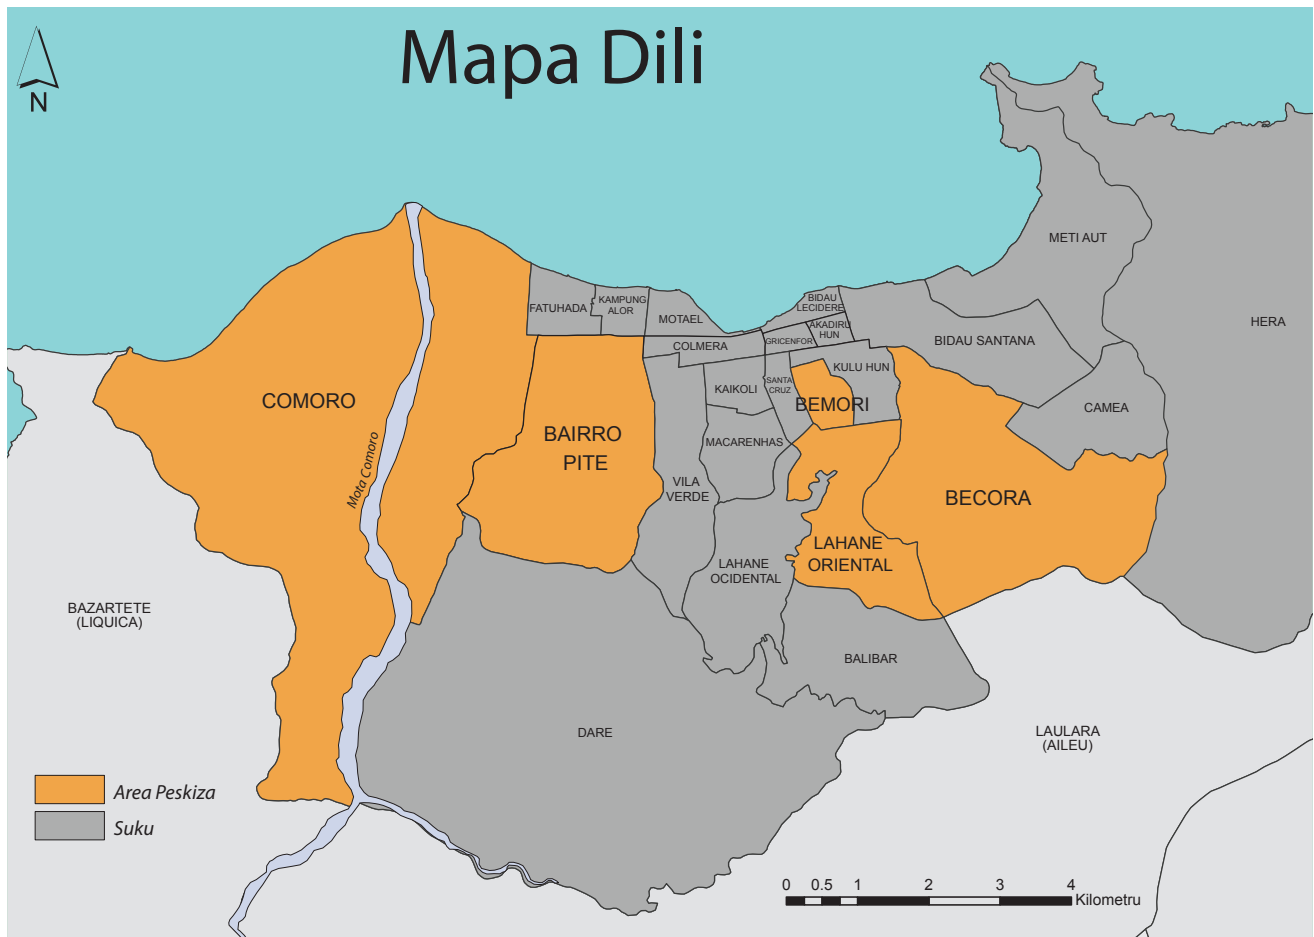 Mapa Dili
N
HERA
METI AUT
BIDAU
LECIDERE
FATUHADA
KAMPUNG
ALOR
MOTAEL
AKADIRU
HUN
GRICENFOR
COLMERA
BIDAU SANTANA
KULU HUN
SANTA
CRUZ
KAIKOLI
COMORO
BEMORI
CAMEA
BAIRRO
PITE
MACARENHAS
Mota Comoro
VILA
VERDE
BECORA
LAHANE
ORIENTAL
LAHANE
OCIDENTAL
BAZARTETE
(LIQUICA)
BALIBAR
DARE
LAULARA
(AILEU)
Area Peskiza
Suku
0 0.5 1 2 3 4
Kilometru